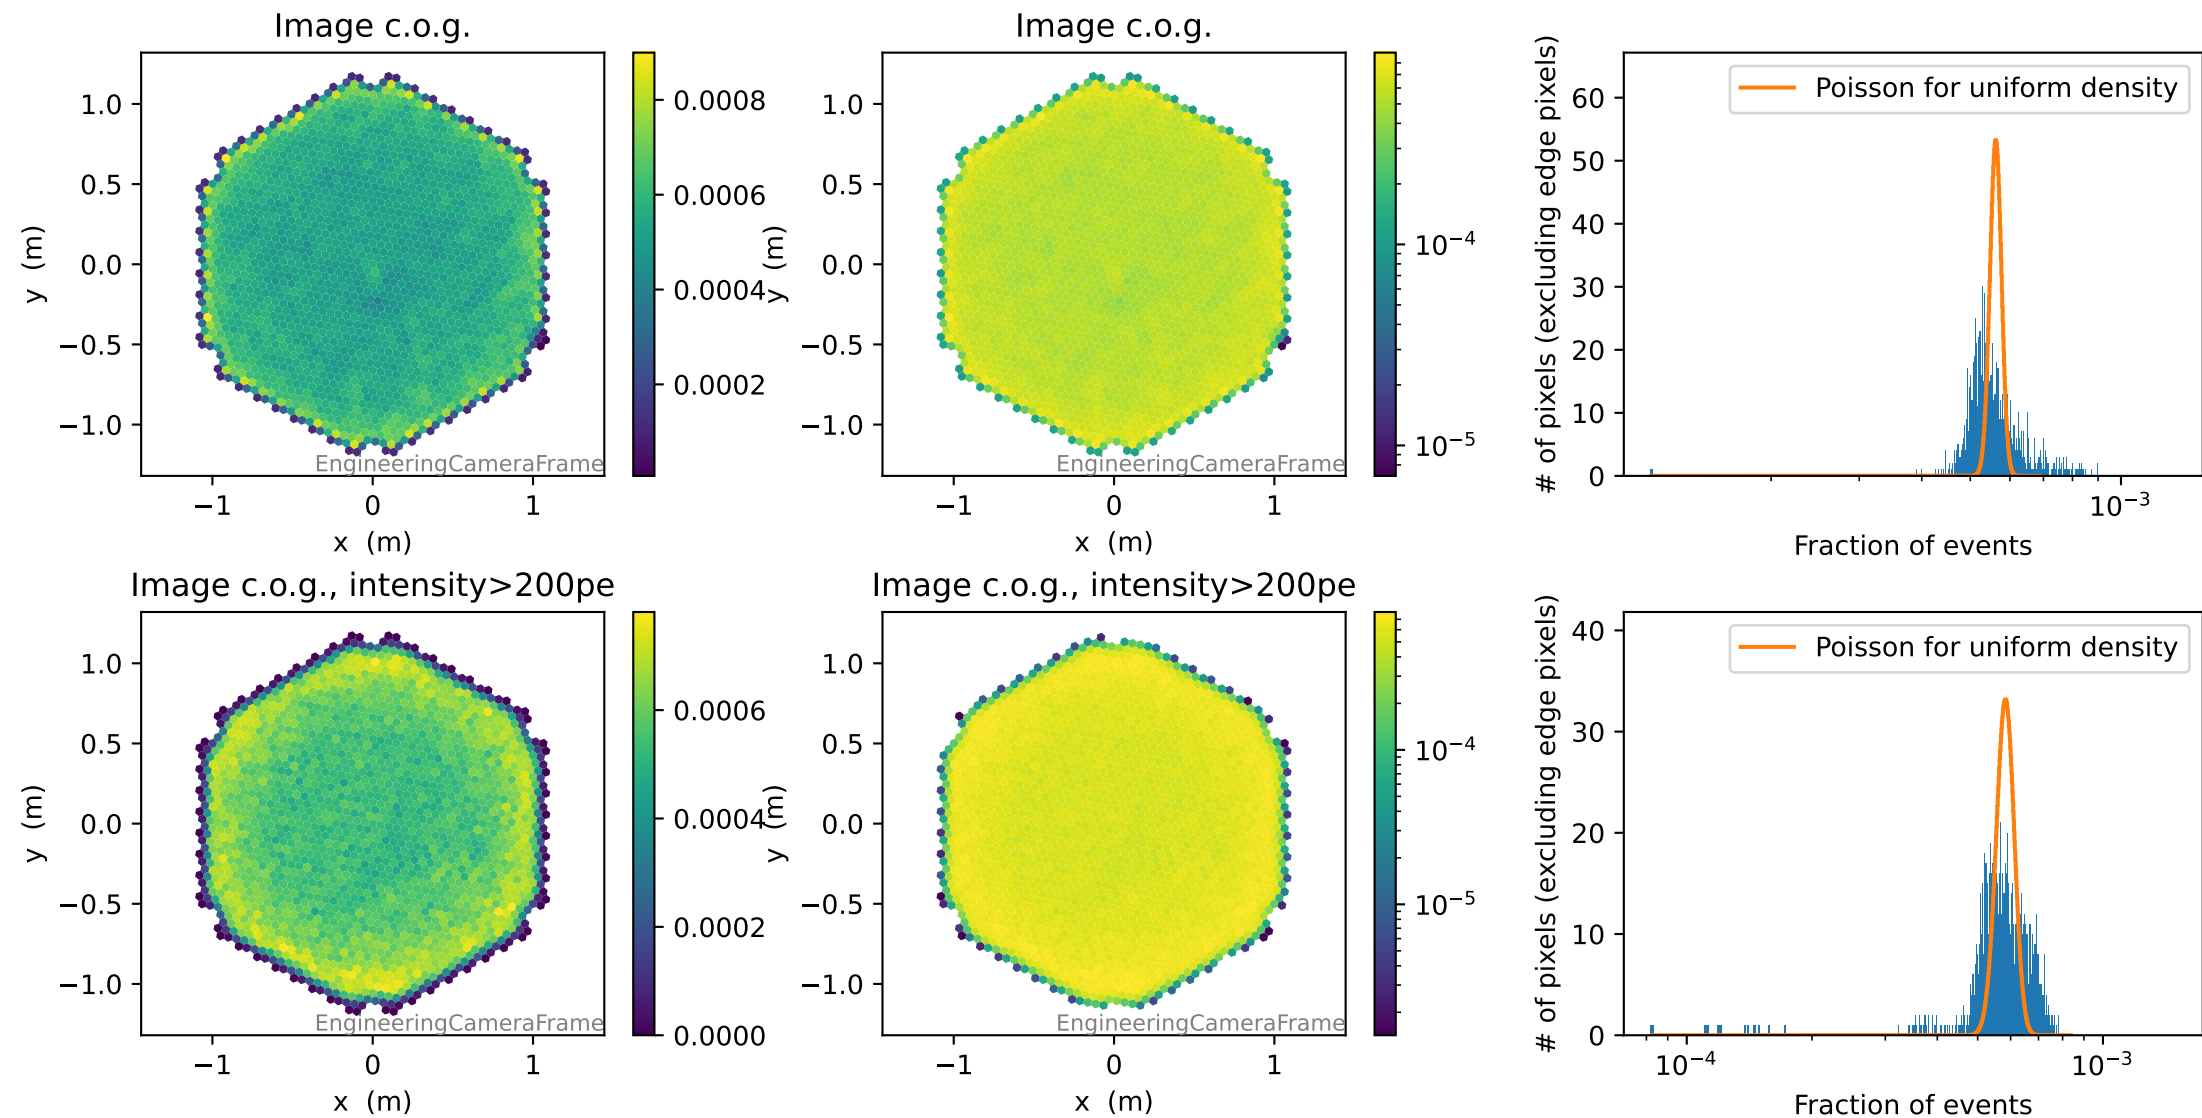 Image c.o.g.
1.0
0.5
0.0
−0.5
−1.0
y (m)
−1
0
1
x (m)
EngineeringCameraFrame
0.0008
0.0006
0.0004
0.0002
Image c.o.g.
1.0
0.5
0.0
−0.5
−1.0
y (m)
−1
0
1
x (m)
EngineeringCameraFrame
10⁻⁴
10⁻⁵
# of pixels (excluding edge pixels)
60
50
40
30
20
10
0
Poisson for uniform density
10⁻³
Fraction of events
Image c.o.g., intensity>200pe
1.0
0.5
0.0
−0.5
−1.0
y (m)
−1
0
1
x (m)
EngineeringCameraFrame
0.0006
0.0004
0.0002
0.0000
Image c.o.g., intensity>200pe
1.0
0.5
0.0
−0.5
−1.0
y (m)
−1
0
1
x (m)
EngineeringCameraFrame
10⁻⁴
10⁻⁵
# of pixels (excluding edge pixels)
40
30
20
10
0
Poisson for uniform density
10⁻⁴
10⁻³
Fraction of events